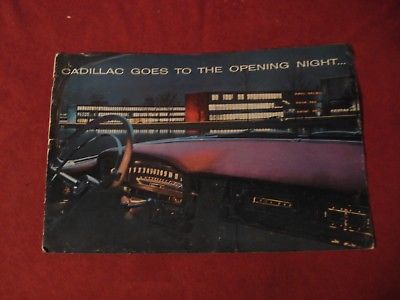 CADILLAC GOES TO THE OPENING NIGHT...